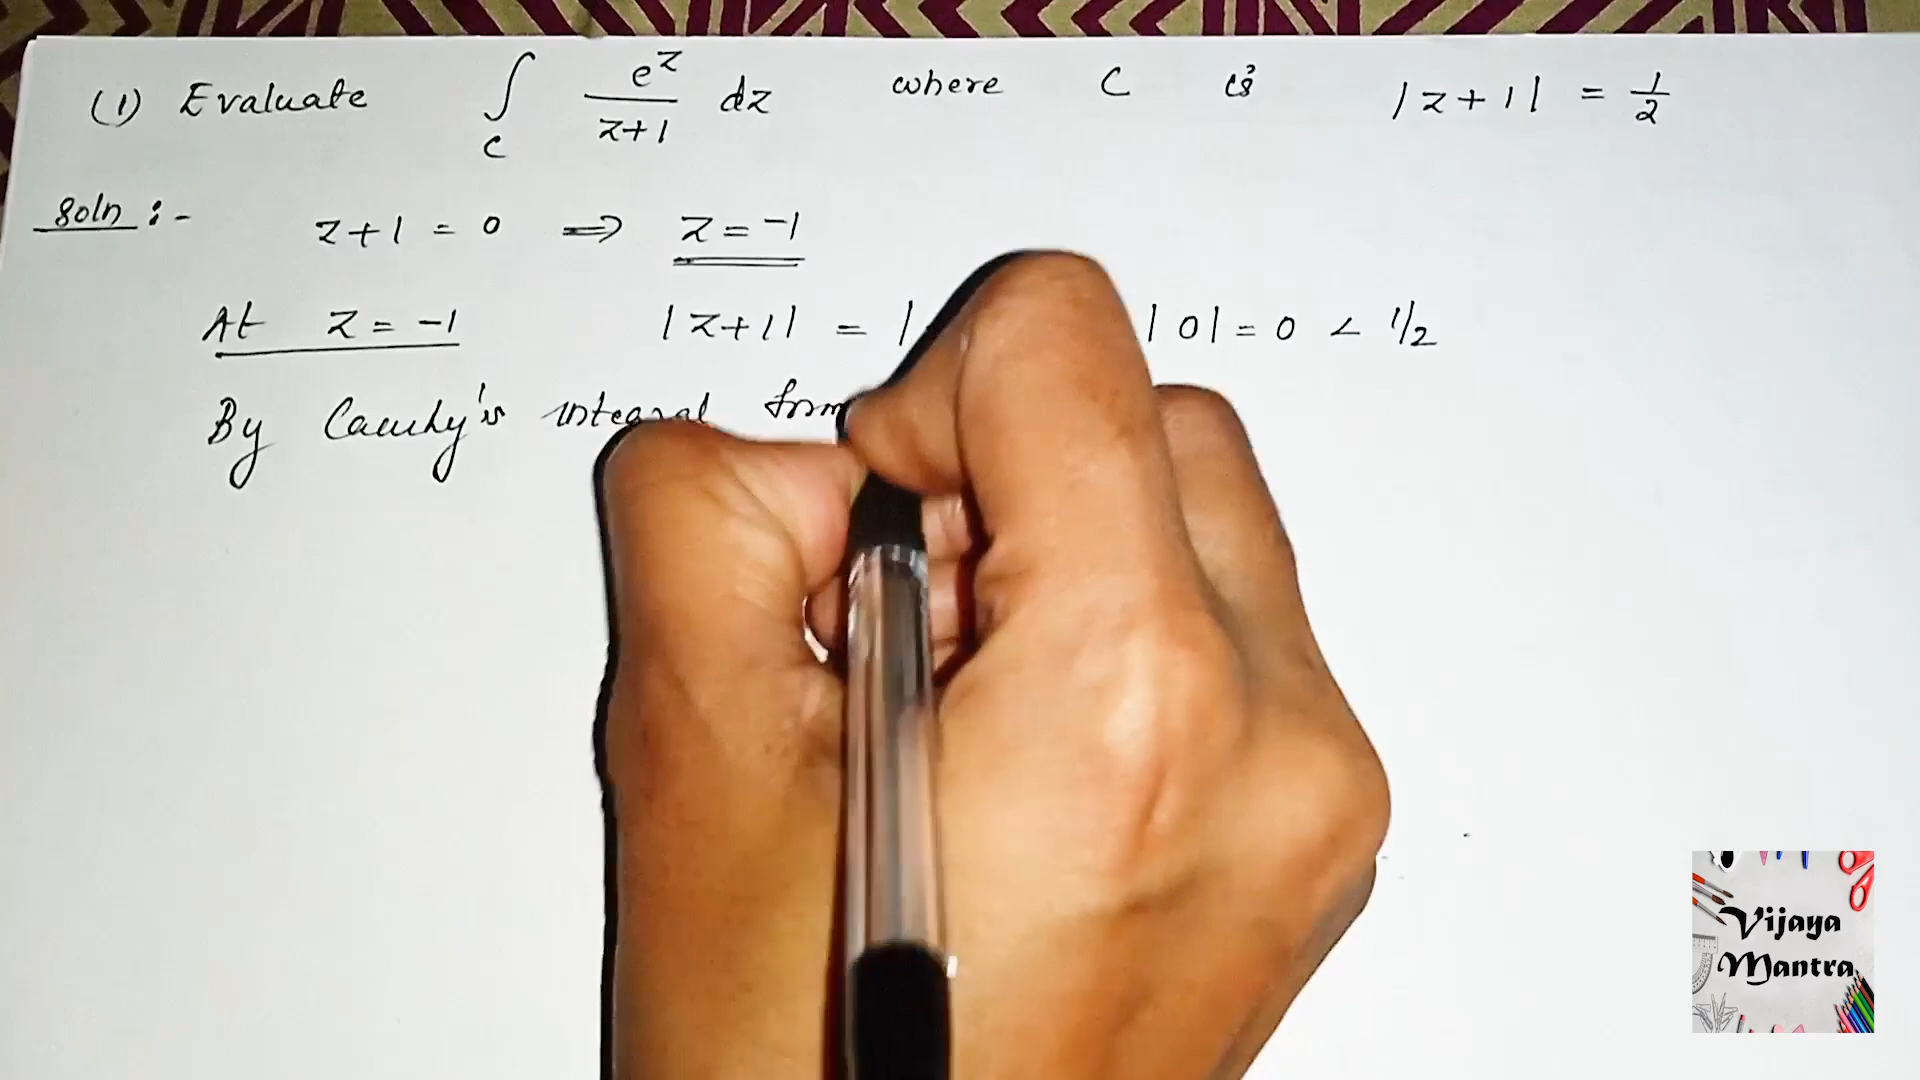 (1) Evaluate ∫_C e^z/(z+1) dz where C is |z+1| = 1/2
Soln :- z+1 = 0 ⇒ z = -1
At z = -1 |z+1| = | |0| = 0 < 1/2
By Cauchy's integral form
Vijaya
Mantra